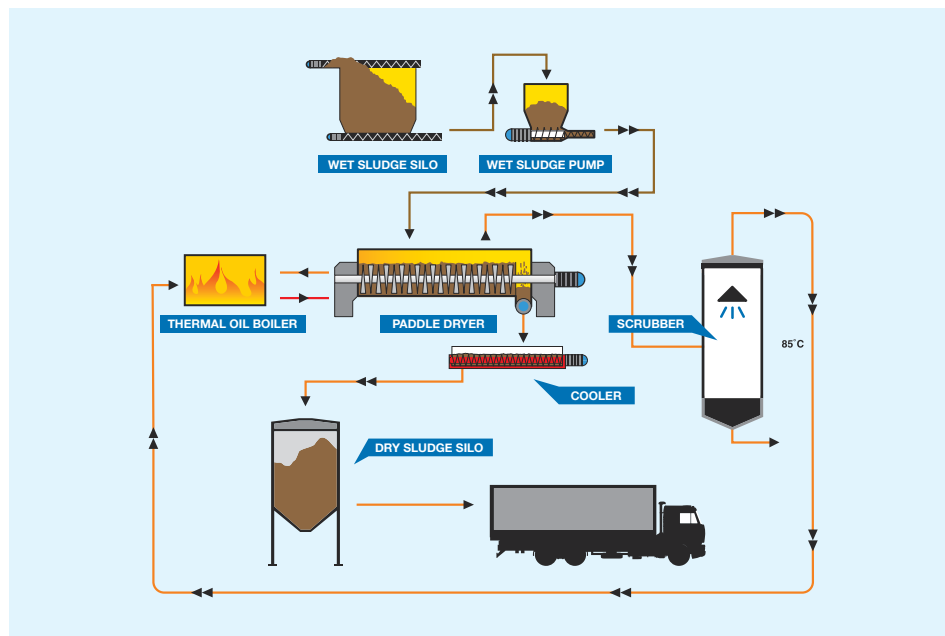 WET SLUDGE SILO
WET SLUDGE PUMP
THERMAL OIL BOILER
PADDLE DRYER
SCRUBBER
85°C
COOLER
DRY SLUDGE SILO